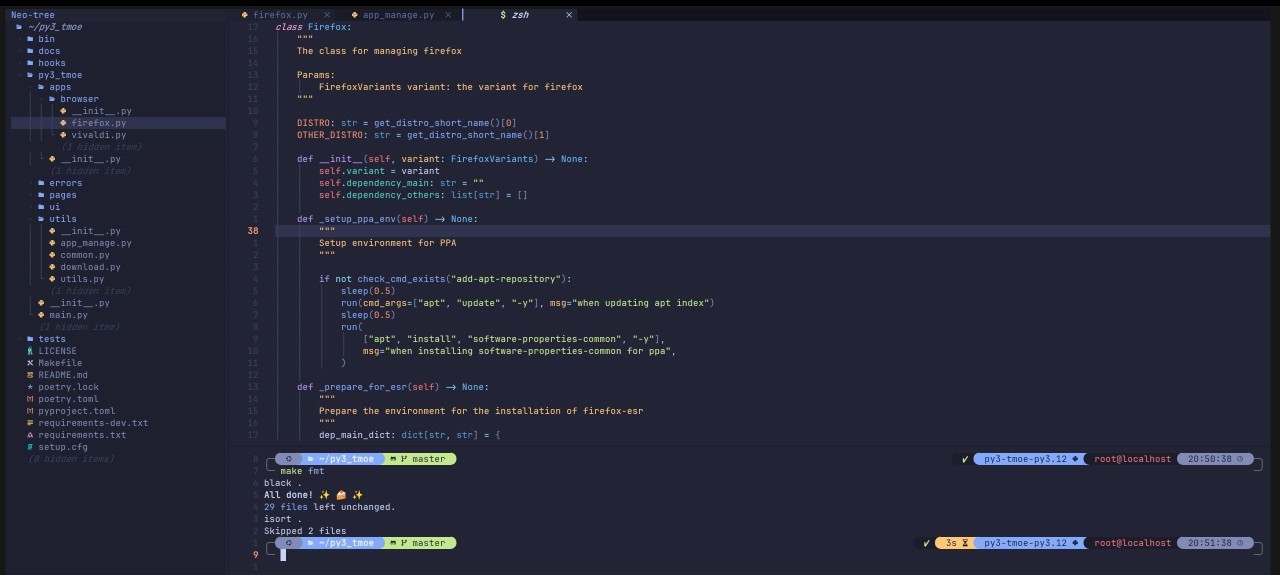 Neo-tree
~/py3_tmoe
bin
docs
hooks
py3_tmoe
apps
browser
__init__.py
firefox.py
vivaldi.py
(1 hidden item)
__init__.py
(1 hidden item)
errors
pages
ui
utils
__init__.py
app_manage.py
common.py
download.py
utils.py
(1 hidden item)
__init__.py
main.py
(1 hidden item)
tests
LICENSE
Makefile
README.md
poetry.lock
poetry.toml
pyproject.toml
requirements-dev.txt
requirements.txt
setup.cfg
(6 hidden items)
firefox.py × app_manage.py × $ zsh ×
17 class Firefox:
16 """
15 The class for managing firefox
14
13 Params:
12 FirefoxVariants variant: the variant for firefox
11 """
10
9 DISTRO: str = get_distro_short_name()[0]
8 OTHER_DISTRO: str = get_distro_short_name()[1]
7
6 def __init__(self, variant: FirefoxVariants) → None:
5 self.variant = variant
4 self.dependency_main: str = ""
3 self.dependency_others: list[str] = []
2
1 def _setup_ppa_env(self) → None:
38 """
1 Setup environment for PPA
2 """
3
4 if not check_cmd_exists("add-apt-repository"):
5 sleep(0.5)
6 run(cmd_args=["apt", "update", "-y"], msg="when updating apt index")
7 sleep(0.5)
8 run(
9 ["apt", "install", "software-properties-common", "-y"],
10 msg="when installing software-properties-common for ppa",
11 )
12
13 def _prepare_for_esr(self) → None:
14 """
15 Prepare the environment for the installation of firefox-esr
16 """
17 dep_main_dict: dict[str, str] = {
8 ~/py3_tmoe master ✔ py3-tmoe-py3.12 root@localhost 20:50:38
7 make fmt
6 black .
5 All done! ✨ 🍰 ✨
4 29 files left unchanged.
3 isort .
2 Skipped 2 files
1 ~/py3_tmoe master ✔ 3s py3-tmoe-py3.12 root@localhost 20:51:38
9
1